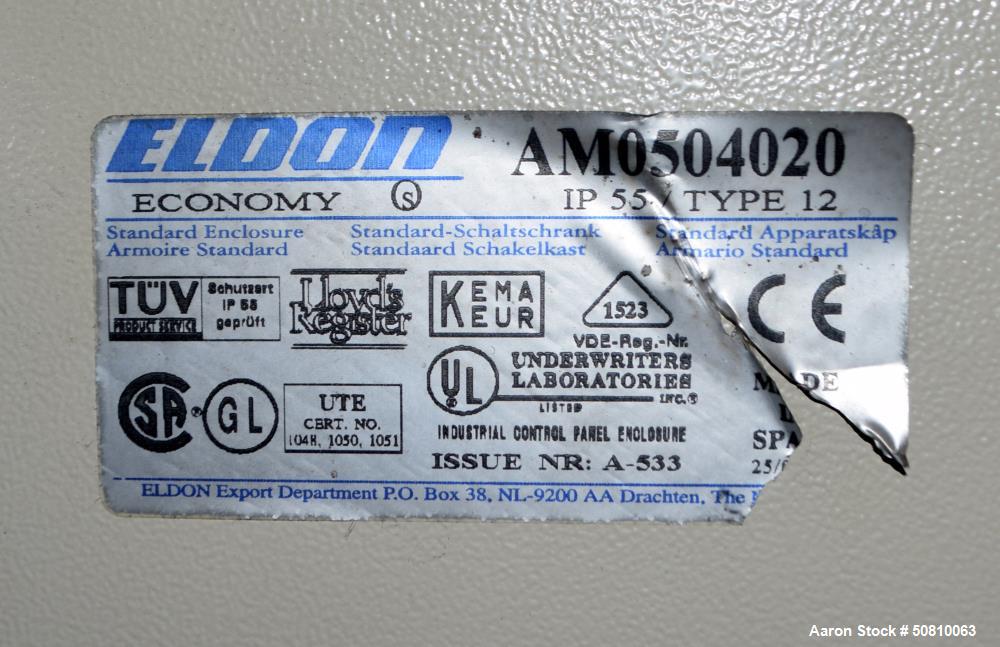 ELDON AM0504020
ECONOMY S IP 55 / TYPE 12
Standard Enclosure Standard-Schaltschrank Standard Apparatskåp
Armoire Standard Standaard Schakelkast Armario Standard
TÜV
PRODUCT SERVICE
Schutzart
IP 55
geprüft
Lloyd's
Register
KEMA
KEUR
1523
VDE-Reg.-Nr.
CE
UL
UNDERWRITERS
LABORATORIES
INC.®
LISTED
INDUSTRIAL CONTROL PANEL ENCLOSURE
ISSUE NR: A-533
SA®
GL
UTE
CERT. NO.
104H, 1050, 1051
MADE
SPA
25/
ELDON Export Department P.O. Box 38, NL-9200 AA Drachten, The
Aaron Stock # 50810063